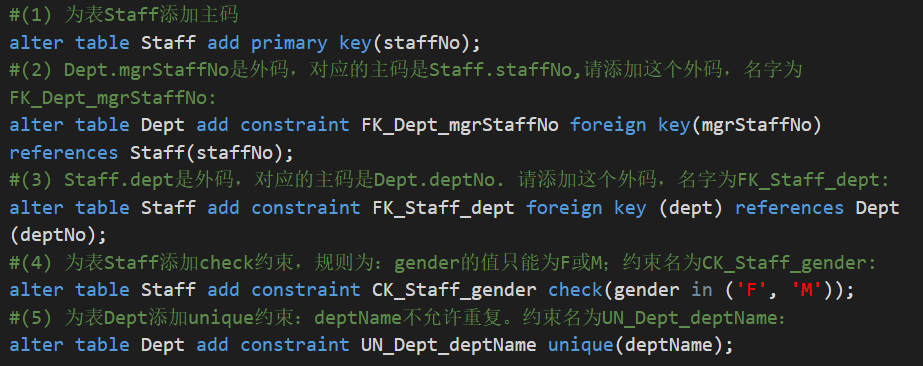 #(1) 为表Staff添加主码
alter table Staff add primary key(staffNo);
#(2) Dept.mgrStaffNo是外码，对应的主码是Staff.staffNo,请添加这个外码，名字为
FK_Dept_mgrStaffNo:
alter table Dept add constraint FK_Dept_mgrStaffNo foreign key(mgrStaffNo)
references Staff(staffNo);
#(3) Staff.dept是外码，对应的主码是Dept.deptNo. 请添加这个外码，名字为FK_Staff_dept:
alter table Staff add constraint FK_Staff_dept foreign key (dept) references Dept
(deptNo);
#(4) 为表Staff添加check约束，规则为：gender的值只能为F或M；约束名为CK_Staff_gender:
alter table Staff add constraint CK_Staff_gender check(gender in ('F', 'M'));
#(5) 为表Dept添加unique约束：deptName不允许重复。约束名为UN_Dept_deptName：
alter table Dept add constraint UN_Dept_deptName unique(deptName);